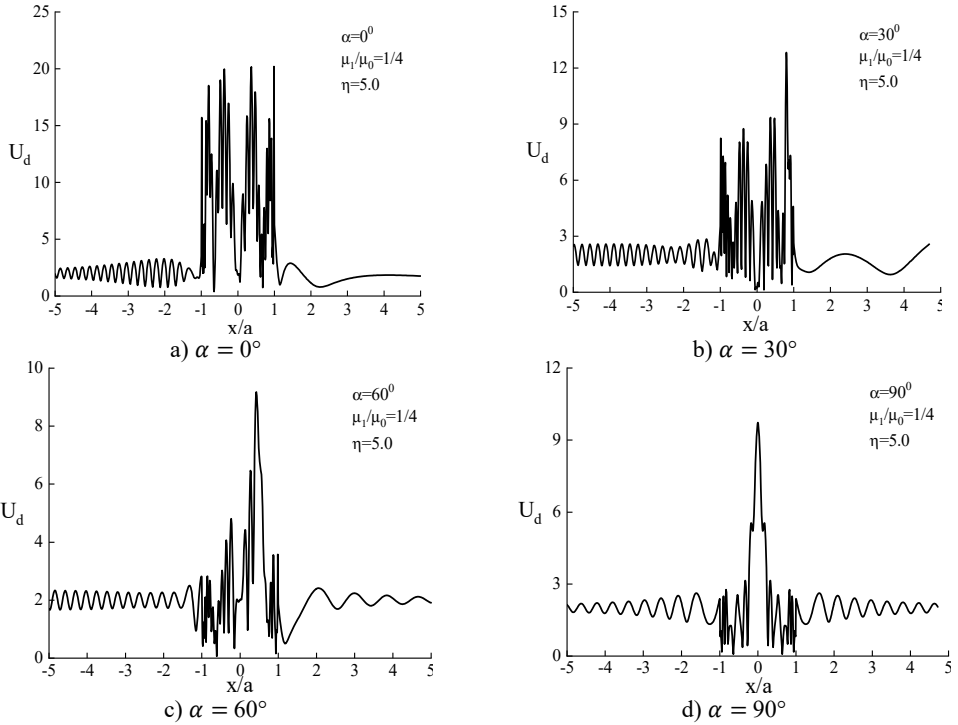 25
20
15
10
5
0
U_d
α=0⁰
μ₁/μ₀=1/4
η=5.0
-5 -4 -3 -2 -1 0 1 2 3 4 5
x/a
a) α = 0°
15
12
9
6
3
0
U_d
α=30⁰
μ₁/μ₀=1/4
η=5.0
-5 -4 -3 -2 -1 0 1 2 3 4 5
x/a
b) α = 30°
10
8
6
4
2
0
U_d
α=60⁰
μ₁/μ₀=1/4
η=5.0
-5 -4 -3 -2 -1 0 1 2 3 4 5
x/a
c) α = 60°
12
9
6
3
0
U_d
α=90⁰
μ₁/μ₀=1/4
η=5.0
-5 -4 -3 -2 -1 0 1 2 3 4 5
x/a
d) α = 90°